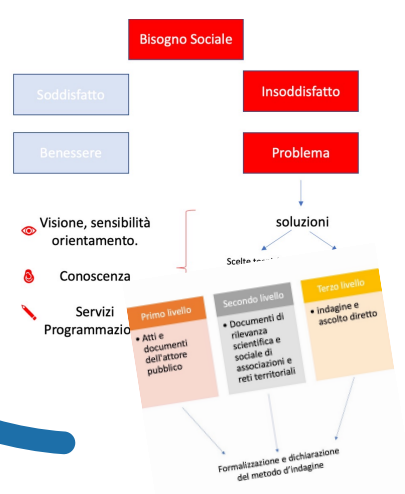 Bisogno Sociale
Soddisfatto
Insoddisfatto
Benessere
Problema
Visione, sensibilità
orientamento.
soluzioni
Conoscenza
Scelte
Servizi
Primo livello
• Atti e
documenti
dell'attore
pubblico
Secondo livello
• Documenti di
rilevanza
scientifica e
sociale di
associazioni e
reti territoriali
Terzo livello
• indagine e
ascolto diretto
Formalizzazione e dichiarazione
del metodo d'indagine